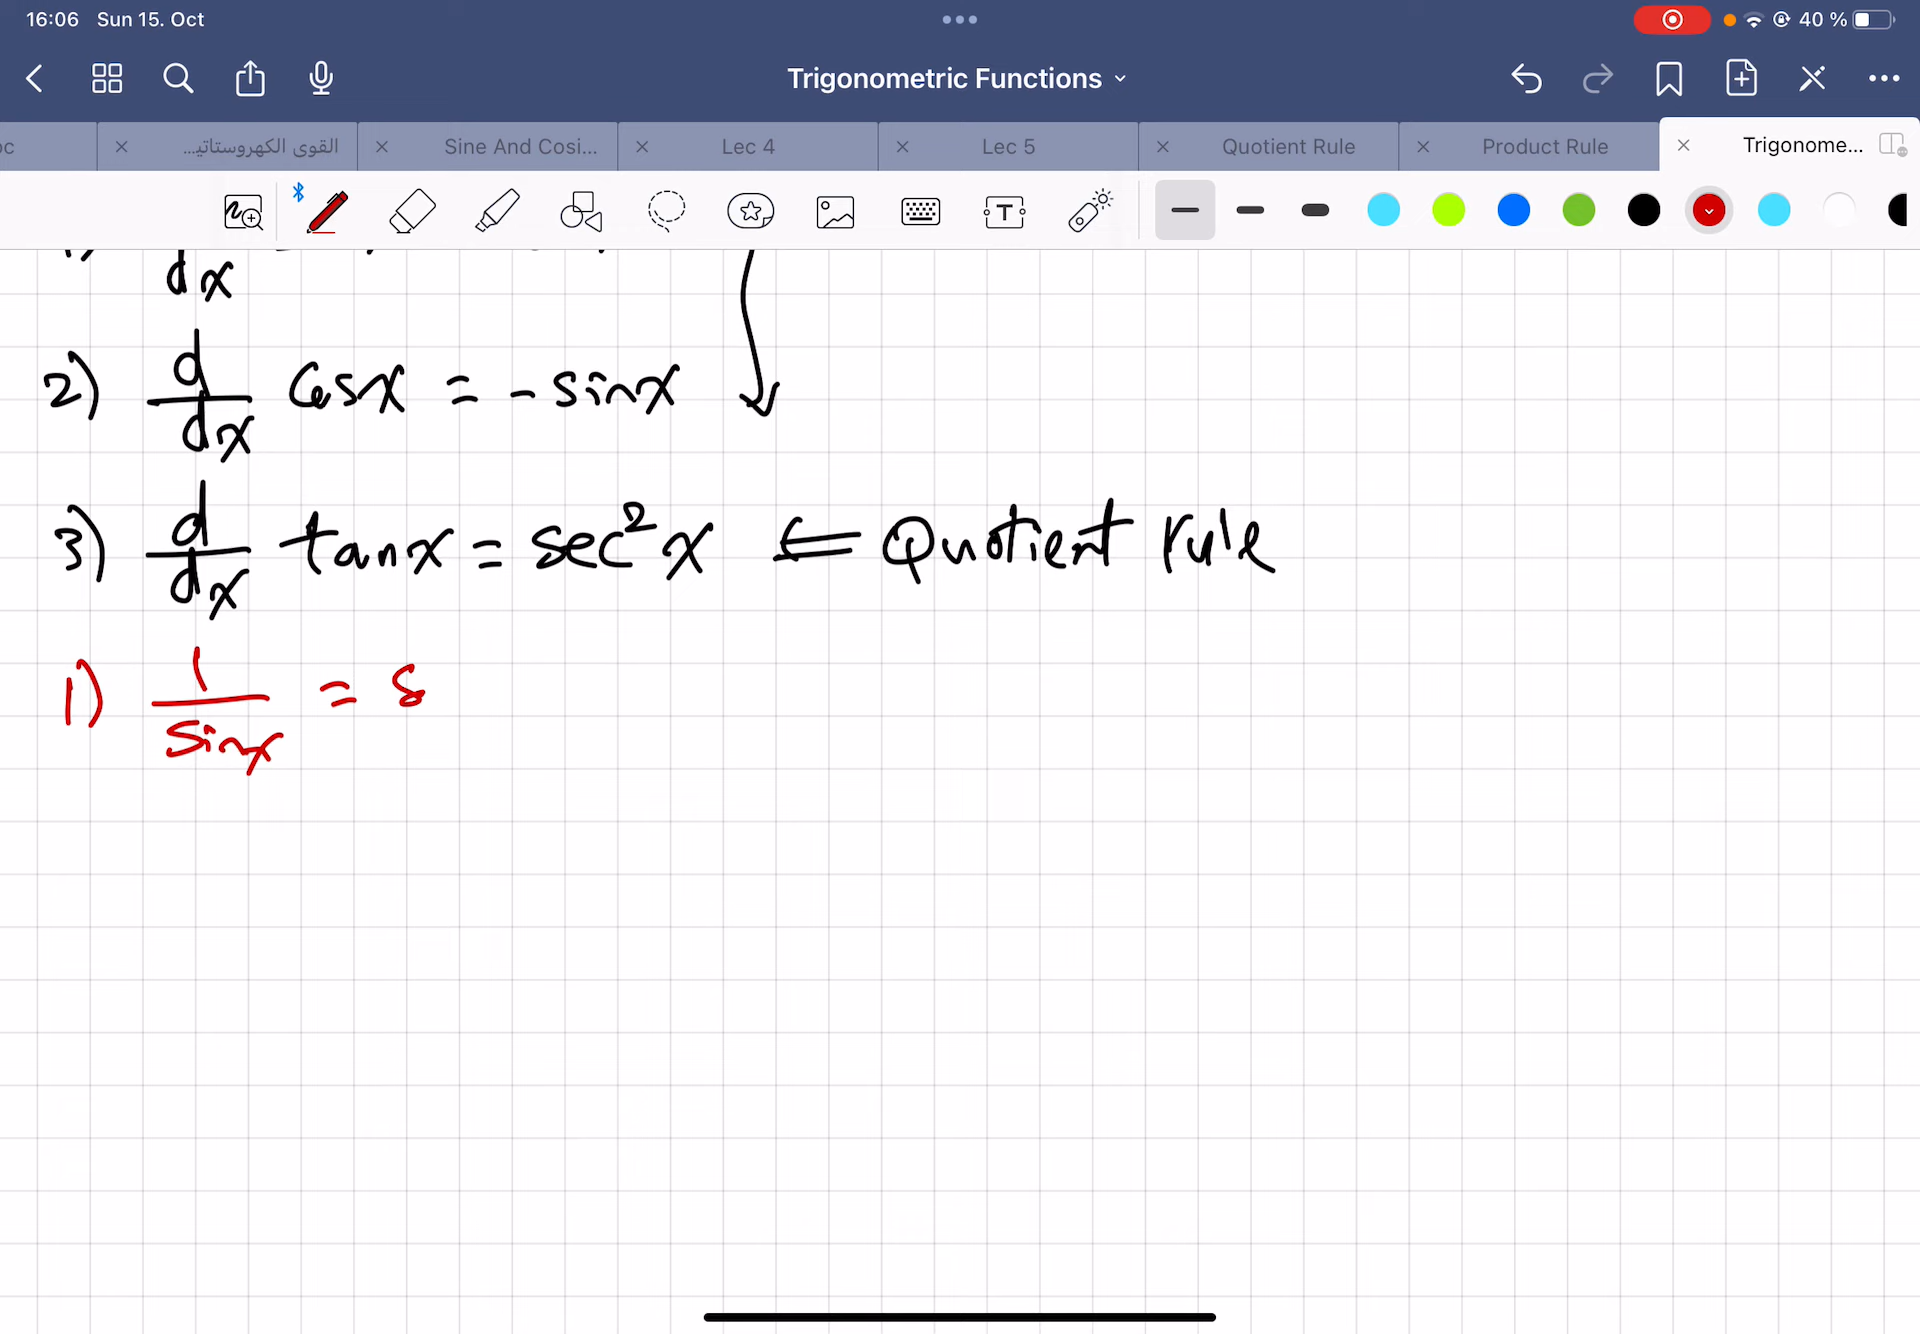 16:06 Sun 15. Oct 40 %
Trigonometric Functions
القوى الكهروستاتي... Sine And Cosi... Lec 4 Lec 5 Quotient Rule Product Rule Trigonome...
T
dx
2) d/dx cosx = -sinx
3) d/dx tanx = sec²x ⇐ Quotient rule
1) 1/sinx = s